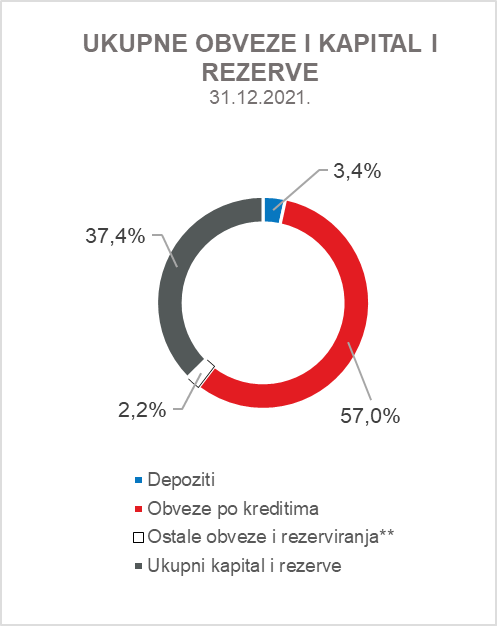 UKUPNE OBVEZE I KAPITAL I
REZERVE
31.12.2021.
3,4%
37,4%
2,2%
57,0%
Depoziti
Obveze po kreditima
Ostale obveze i rezerviranja**
Ukupni kapital i rezerve